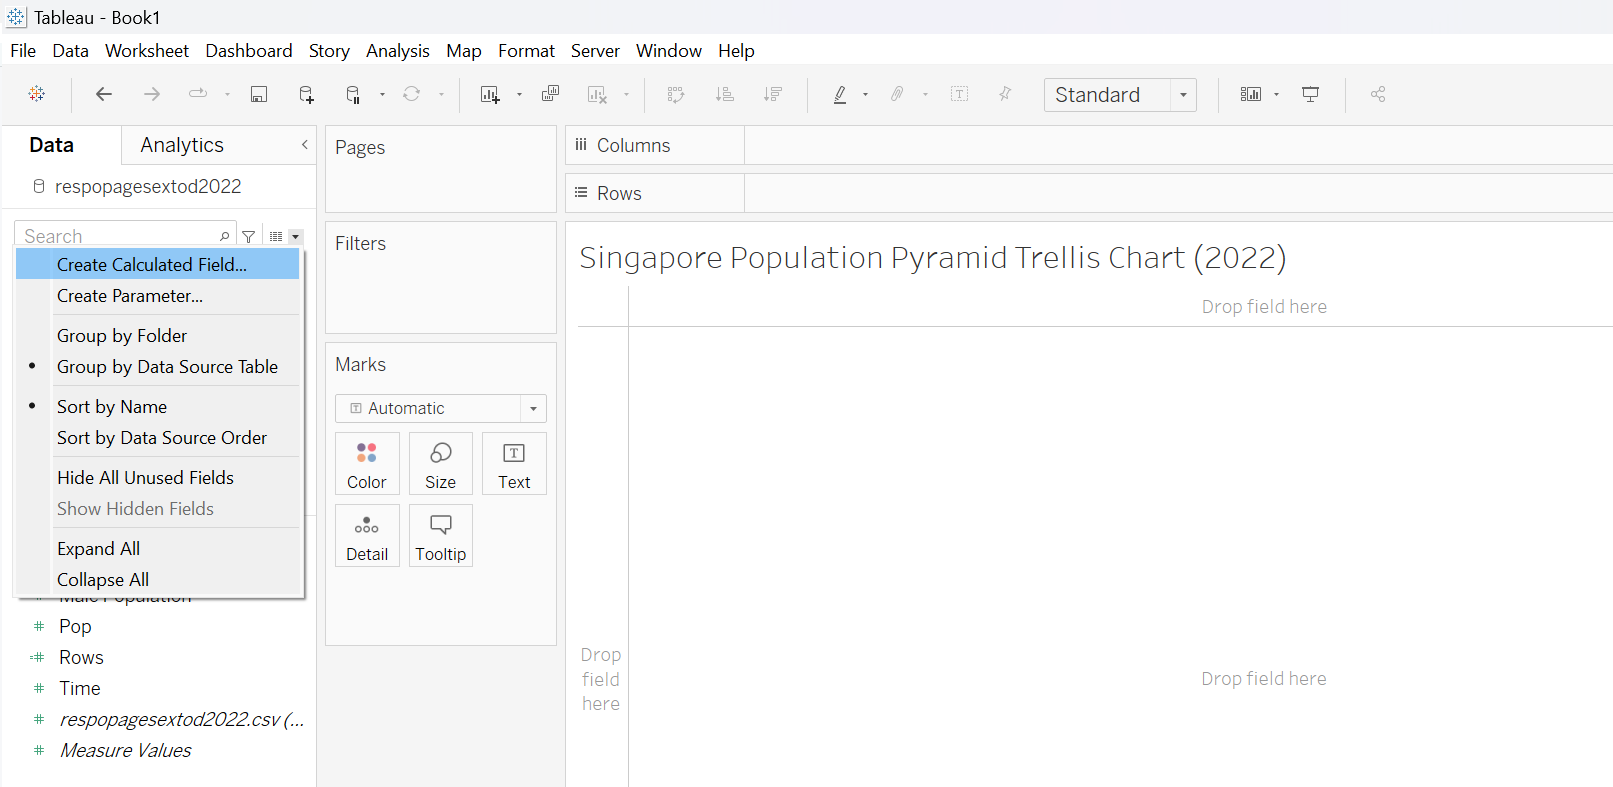 Tableau - Book1
File Data Worksheet Dashboard Story Analysis Map Format Server Window Help
Standard
Data Analytics
respopagesextod2022
Search
Create Calculated Field...
Create Parameter...
Group by Folder
Group by Data Source Table
Sort by Name
Sort by Data Source Order
Hide All Unused Fields
Show Hidden Fields
Expand All
Collapse All
Male Population
Pop
Rows
Time
respopagesextod2022.csv (...
Measure Values
Pages
Filters
Marks
Automatic
Color Size Text
Detail Tooltip
Columns
Rows
Singapore Population Pyramid Trellis Chart (2022)
Drop field here
Drop
field
here
Drop field here